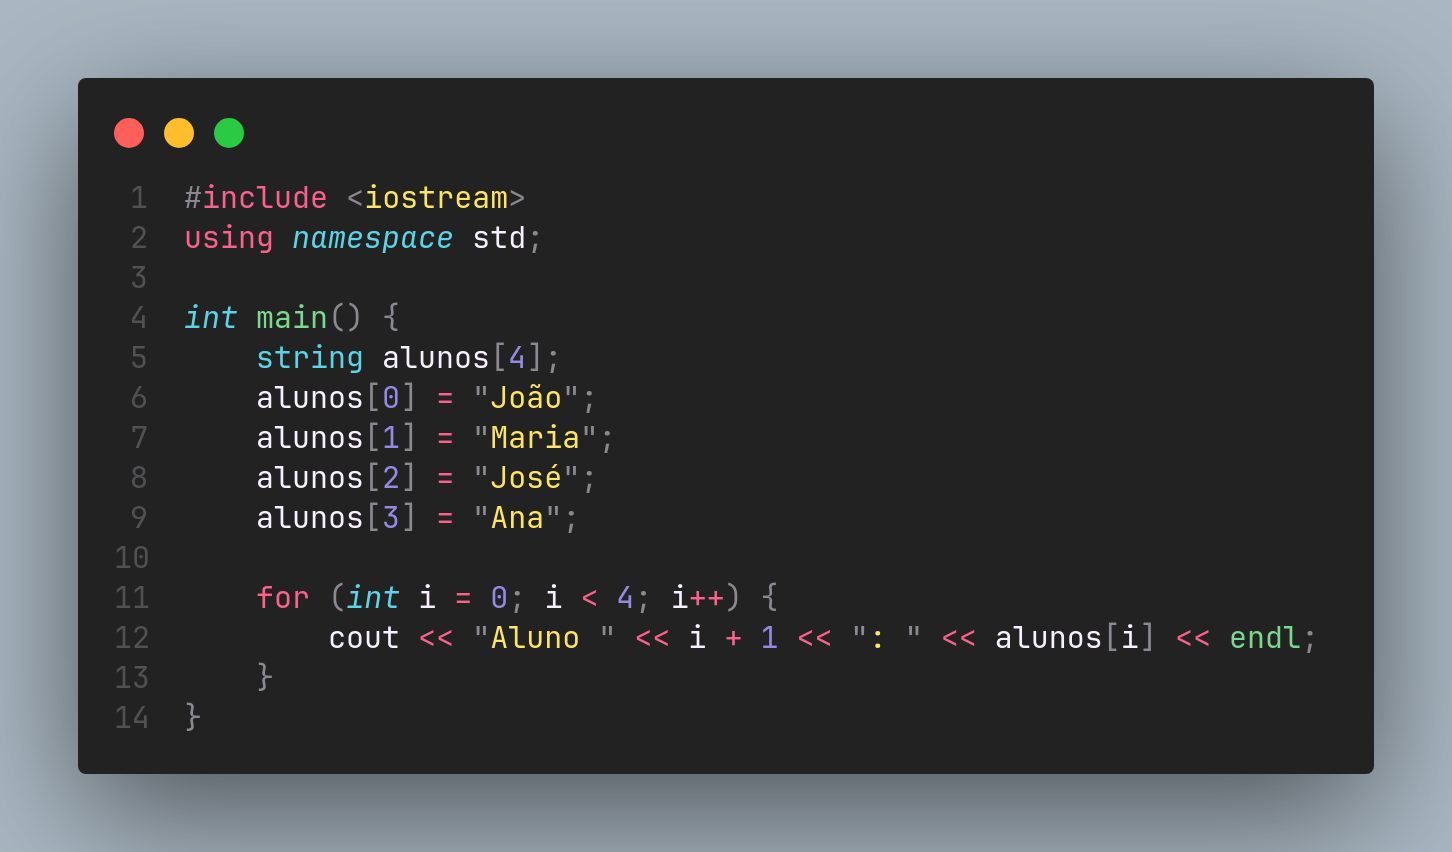 1 #include <iostream>
2 using namespace std;
3
4 int main() {
5     string alunos[4];
6     alunos[0] = "João";
7     alunos[1] = "Maria";
8     alunos[2] = "José";
9     alunos[3] = "Ana";
10
11     for (int i = 0; i < 4; i++) {
12         cout << "Aluno " << i + 1 << ": " << alunos[i] << endl;
13     }
14 }